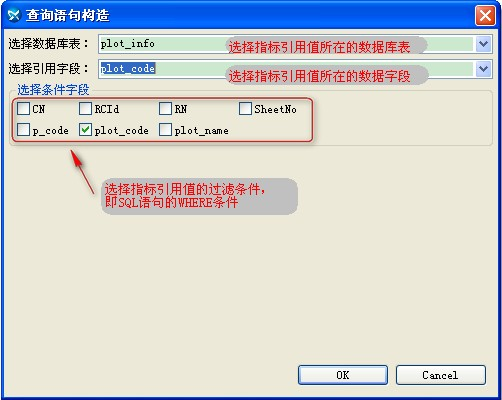 查询语句构造
选择数据库表： plot_info 选择指标引用值所在的数据库表
选择引用字段： plot_code 选择指标引用值所在的数据字段
选择条件字段
CN RCId RN SheetNo
p_code plot_code plot_name
选择指标引用值的过滤条件，
即SQL语句的WHERE条件
OK Cancel